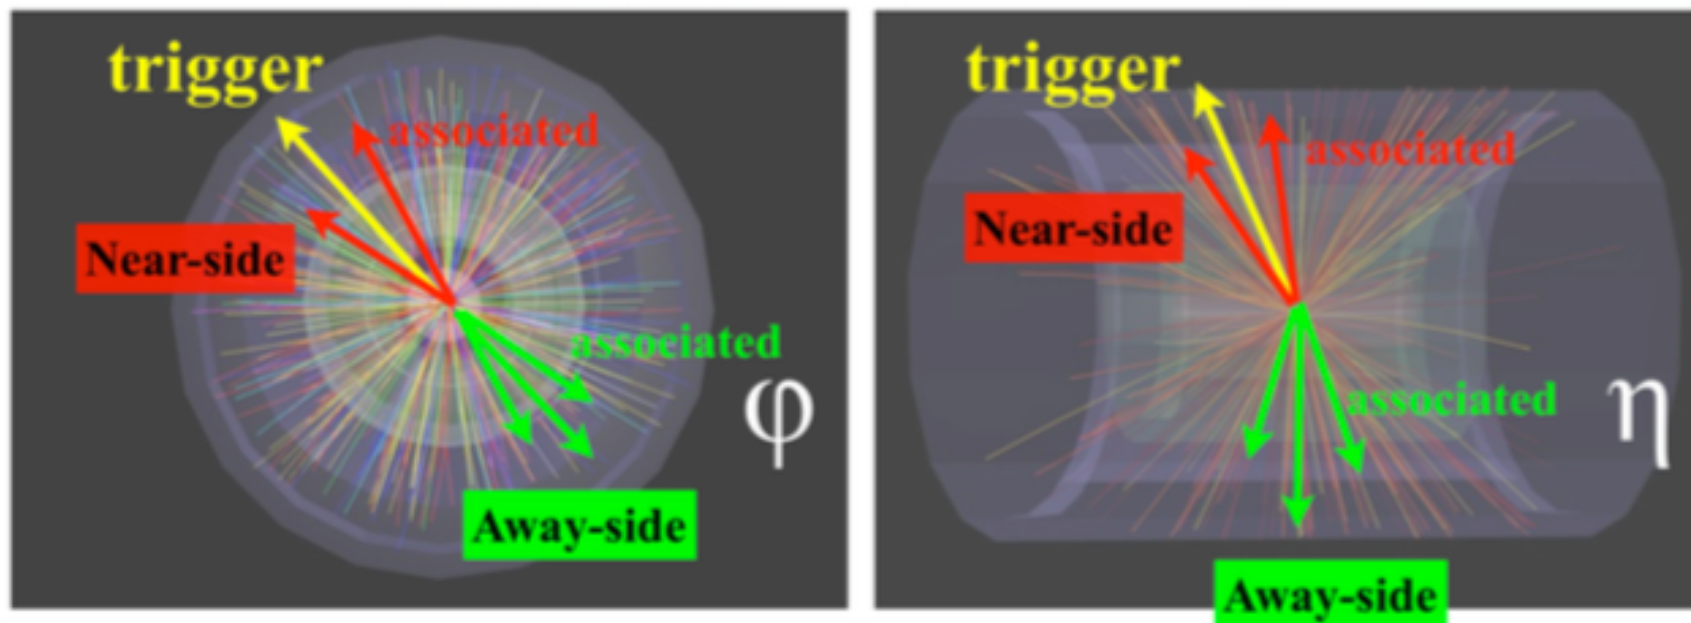 trigger
associated
Near-side
associated
φ
Away-side
trigger
associated
Near-side
associated
η
Away-side